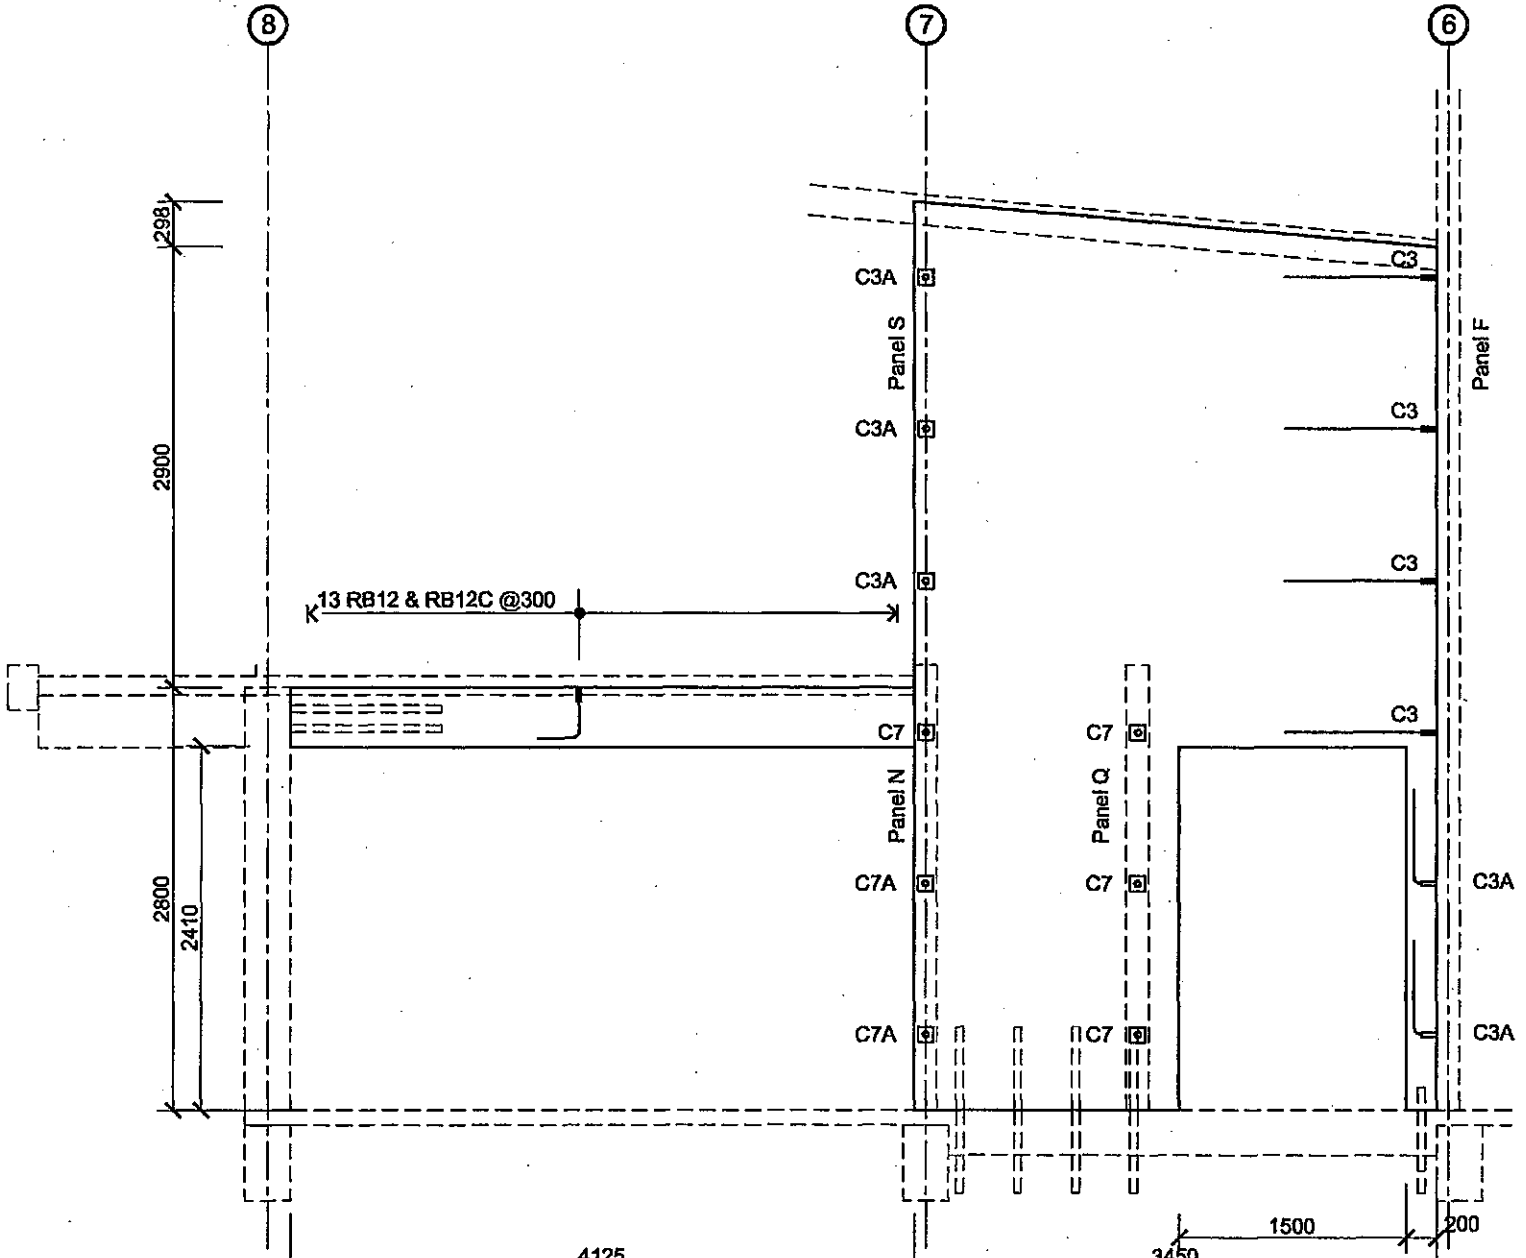 8
7
6
298
C3
C3A
Panel S
Panel F
C3
C3A
2900
C3
C3A
13 RB12 & RB12C @300
C3
C7
C7
Panel N
Panel Q
2800
C7A
C7
C3A
2410
C7A
C7
C3A
1500
200
4125
3450